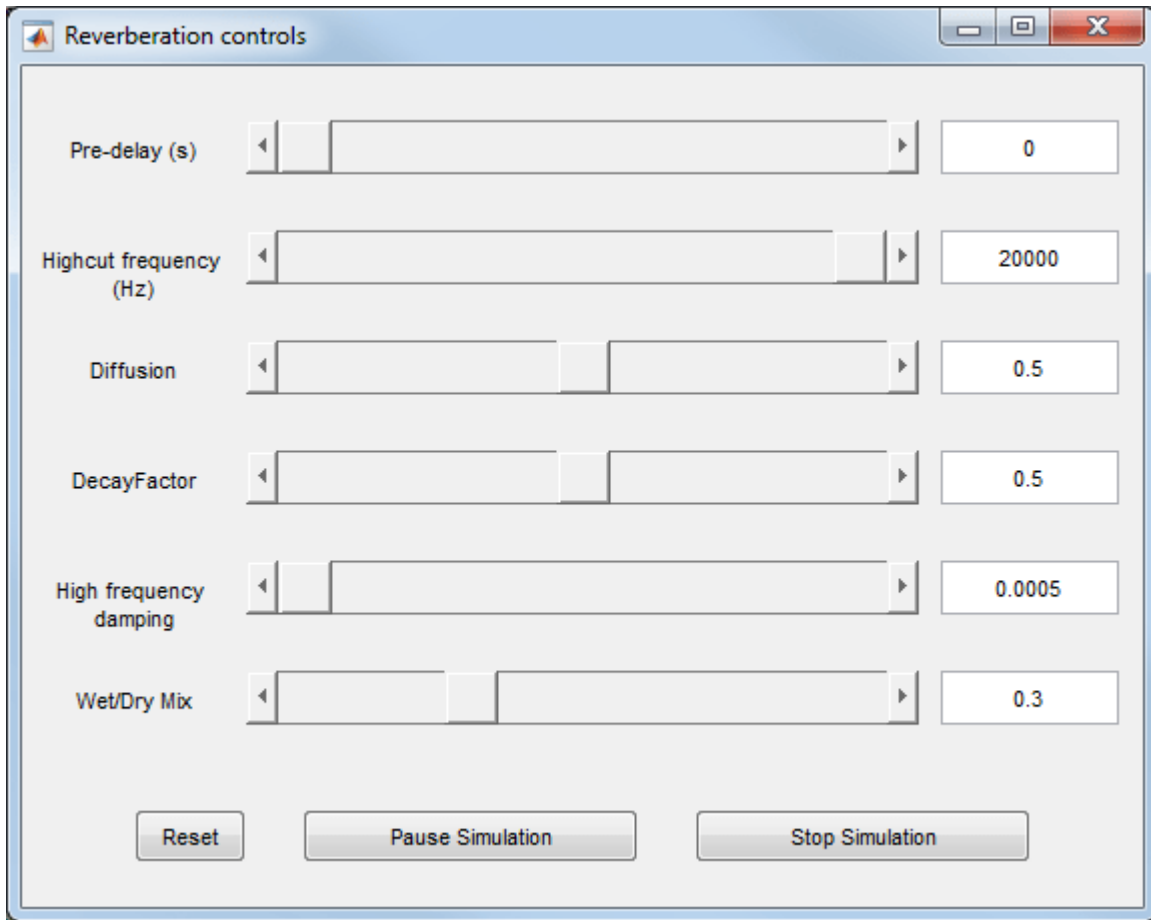 Reverberation controls
Pre-delay (s)
0
Highcut frequency
(Hz)
20000
Diffusion
0.5
DecayFactor
0.5
High frequency
damping
0.0005
Wet/Dry Mix
0.3
Reset
Pause Simulation
Stop Simulation